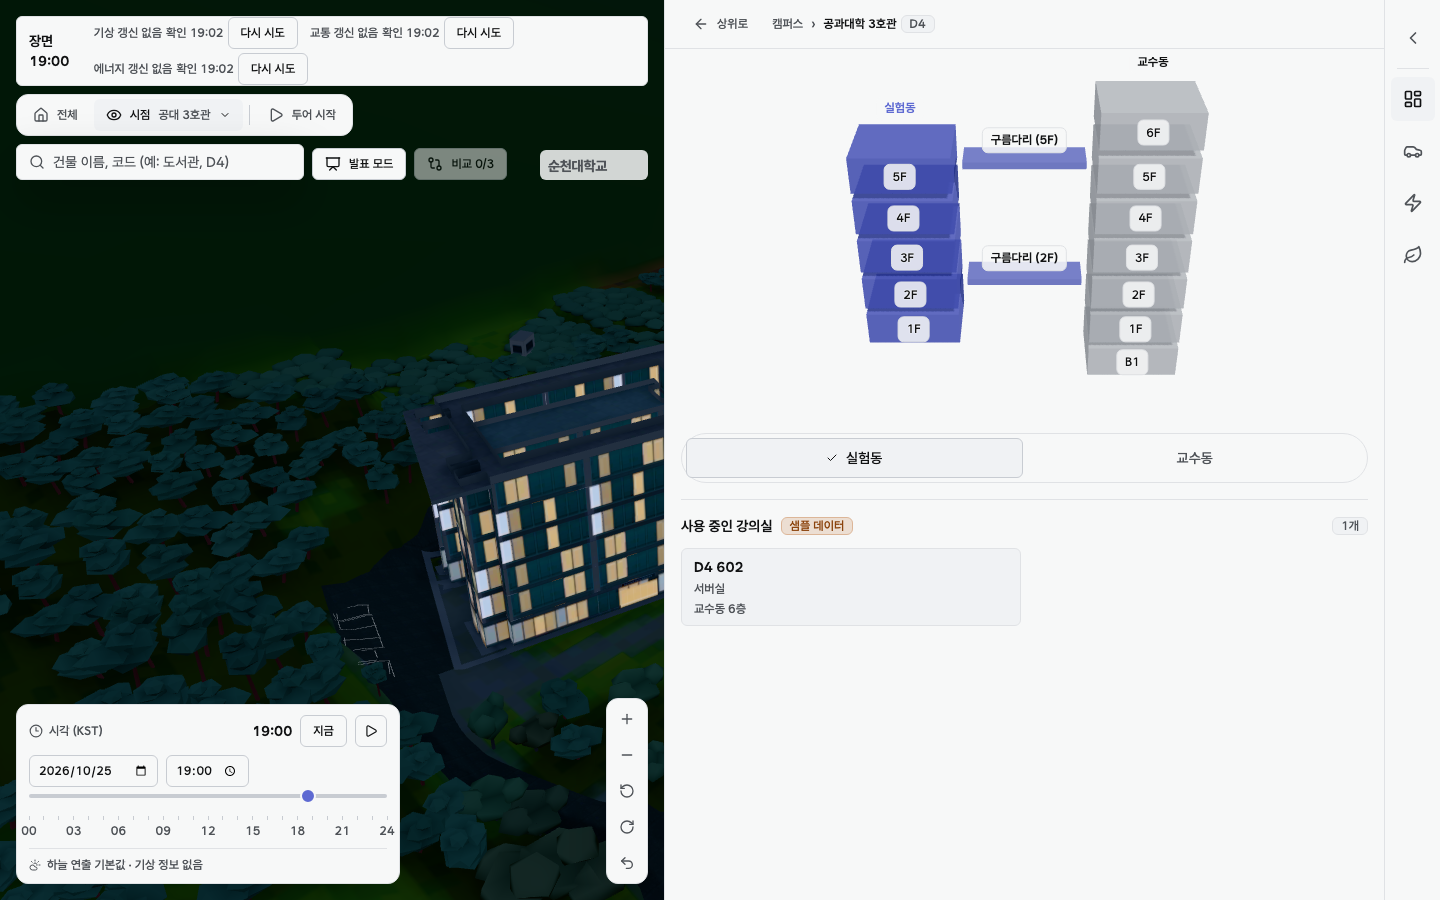 장면
19:00
기상 갱신 없음 확인 19:02 다시 시도 교통 갱신 없음 확인 19:02 다시 시도
에너지 갱신 없음 확인 19:02 다시 시도
전체 시점 공대 3호관 투어 시작
건물 이름, 코드 (예: 도서관, D4) 발표 모드 비교 0/3 순천대학교
시각 (KST) 19:00 지금
2026/10/25 19:00
00 03 06 09 12 15 18 21 24
하늘 연출 기본값 · 기상 정보 없음
상위로 캠퍼스 › 공과대학 3호관 D4
교수동
실험동
구름다리 (5F)
구름다리 (2F)
5F
4F
3F
2F
1F
6F
5F
4F
3F
2F
1F
B1
실험동 교수동
사용 중인 강의실 샘플 데이터 1개
D4 602
서버실
교수동 6층